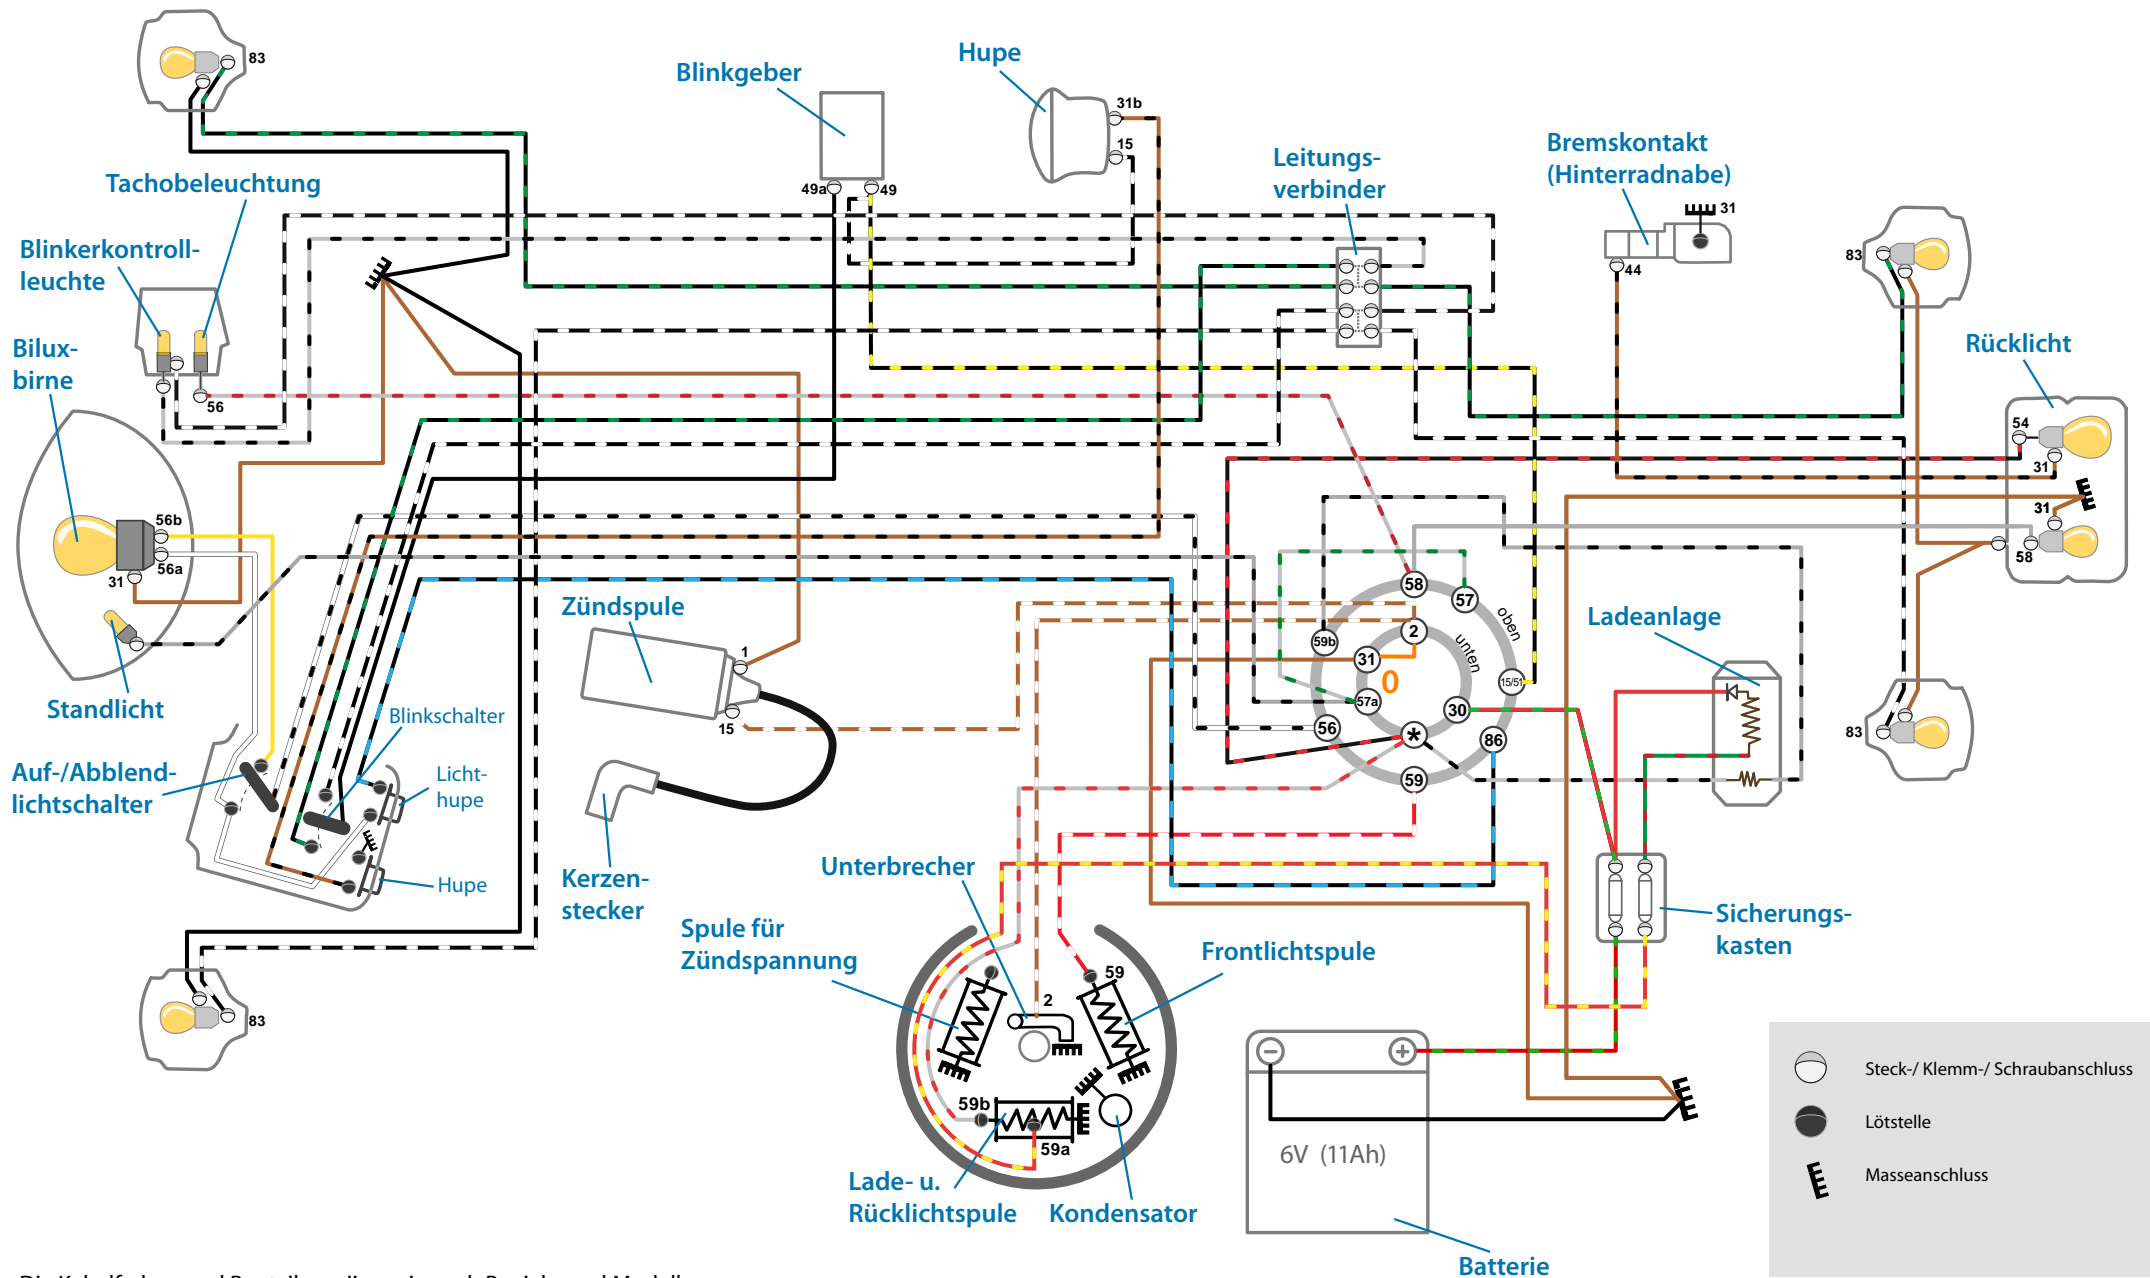 83
Hupe
Blinkgeber
31b
15
Leitungs-
verbinder
Bremskontakt
(Hinterradnabe)
31
44
49a
49
Tachobeleuchtung
Blinkerkontroll-
leuchte
Bilux-
birne
56
83
Rücklicht
54
31
31
58
56b
56a
31
Standlicht
Zündspule
1
15
58
57
oben
59b
2
unten
31
0
15/51
57a
30
56
*
86
59
Ladeanlage
83
Blinkschalter
Licht-
hupe
Auf-/Abblend-
lichtschalter
Hupe
Kerzen-
stecker
Unterbrecher
Spule für
Zündspannung
Frontlichtspule
Sicherungs-
kasten
59
2
83
59b
59a
Lade- u.
Rücklichtspule
Kondensator
6V (11Ah)
Batterie
Steck-/ Klemm-/ Schraubanschluss
Lötstelle
Masseanschluss